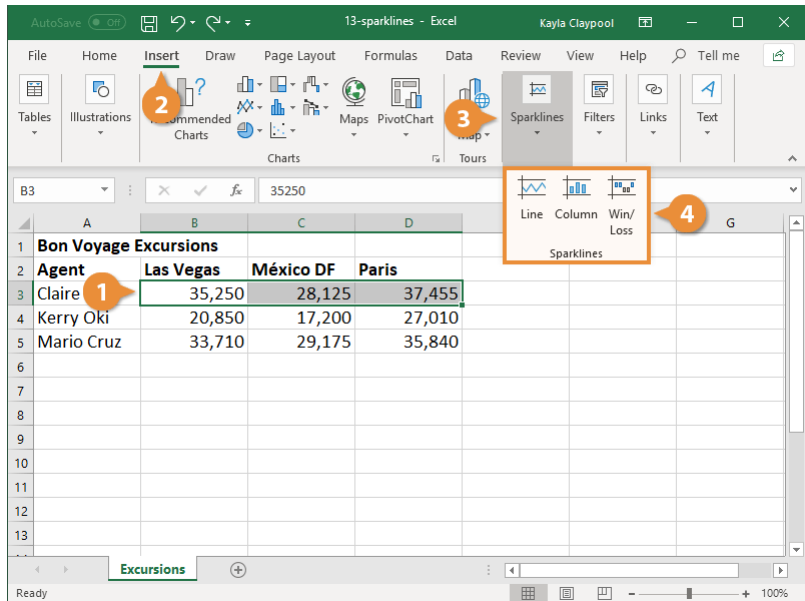 AutoSave Off 13-sparklines - Excel Kayla Claypool
File Home Insert Draw Page Layout Formulas Data Review View Help Tell me
2 3
Tables Illustrations Recommended Charts Maps PivotChart Map Sparklines Filters Links Text
Charts Tours
B3 fx 35250
Line Column Win/Loss 4
Sparklines
A B C D G
1 Bon Voyage Excursions
2 Agent Las Vegas México DF Paris
3 Claire 1 35,250 28,125 37,455
4 Kerry Oki 20,850 17,200 27,010
5 Mario Cruz 33,710 29,175 35,840
6
7
8
9
10
11
12
13
Excursions
Ready 100%